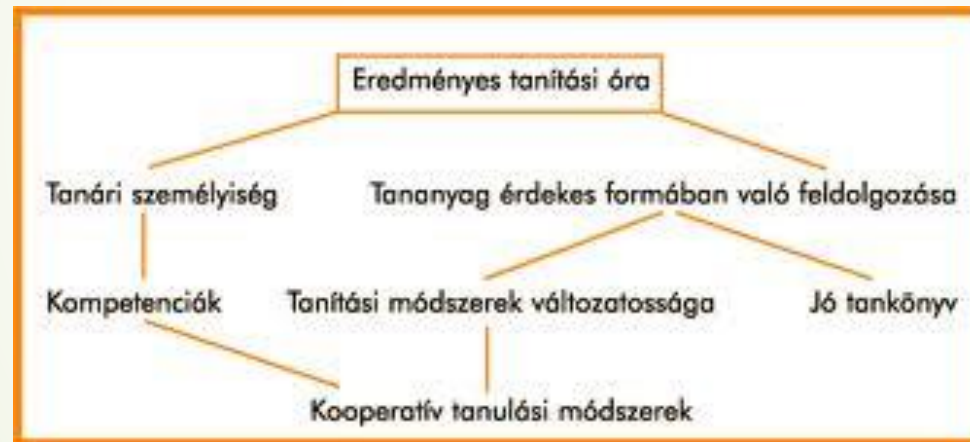 Eredményes tanítási óra
Tanári személyiség
Tananyag érdekes formában való feldolgozása
Kompetenciák
Tanítási módszerek változatossága
Jó tankönyv
Kooperatív tanulási módszerek